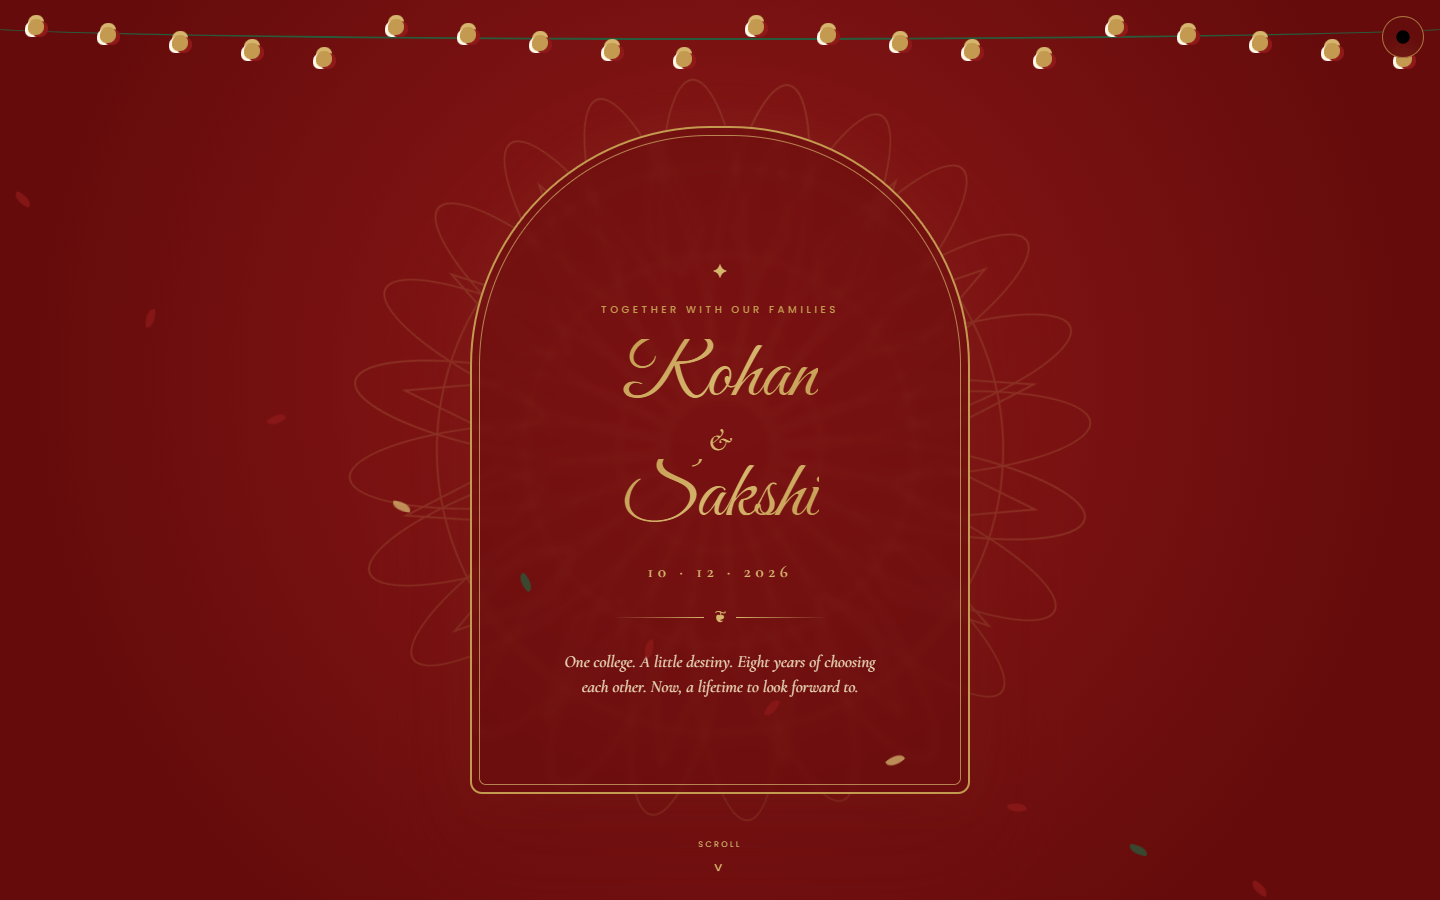 TOGETHER WITH OUR FAMILIES
Rohan
&
Sakshi
10 · 12 · 2026
One college. A little destiny. Eight years of choosing
each other. Now, a lifetime to look forward to.
SCROLL